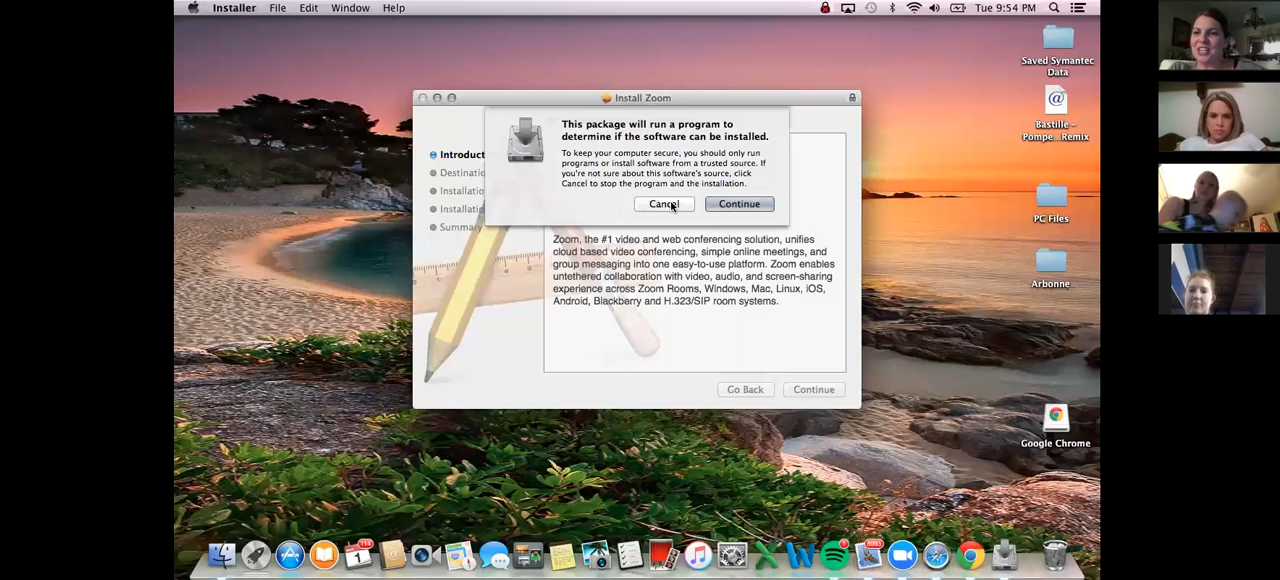 Installer File Edit Window Help Tue 9:54 PM
Saved Symantec
Data
Bastille –
Pompe...Remix
PC Files
Arbonne
Google Chrome
Install Zoom
This package will run a program to
determine if the software can be installed.
To keep your computer secure, you should only run
programs or install software from a trusted source. If
you're not sure about this software's source, click
Cancel to stop the program and the installation.
Cancel Continue
Introduct
Destinatio
Installatio
Installatio
Summary
Zoom, the #1 video and web conferencing solution, unifies
cloud based video conferencing, simple online meetings, and
group messaging into one easy-to-use platform. Zoom enables
untethered collaboration with video, audio, and screen-sharing
experience across Zoom Rooms, Windows, Mac, Linux, iOS,
Android, Blackberry and H.323/SIP room systems.
Go Back Continue